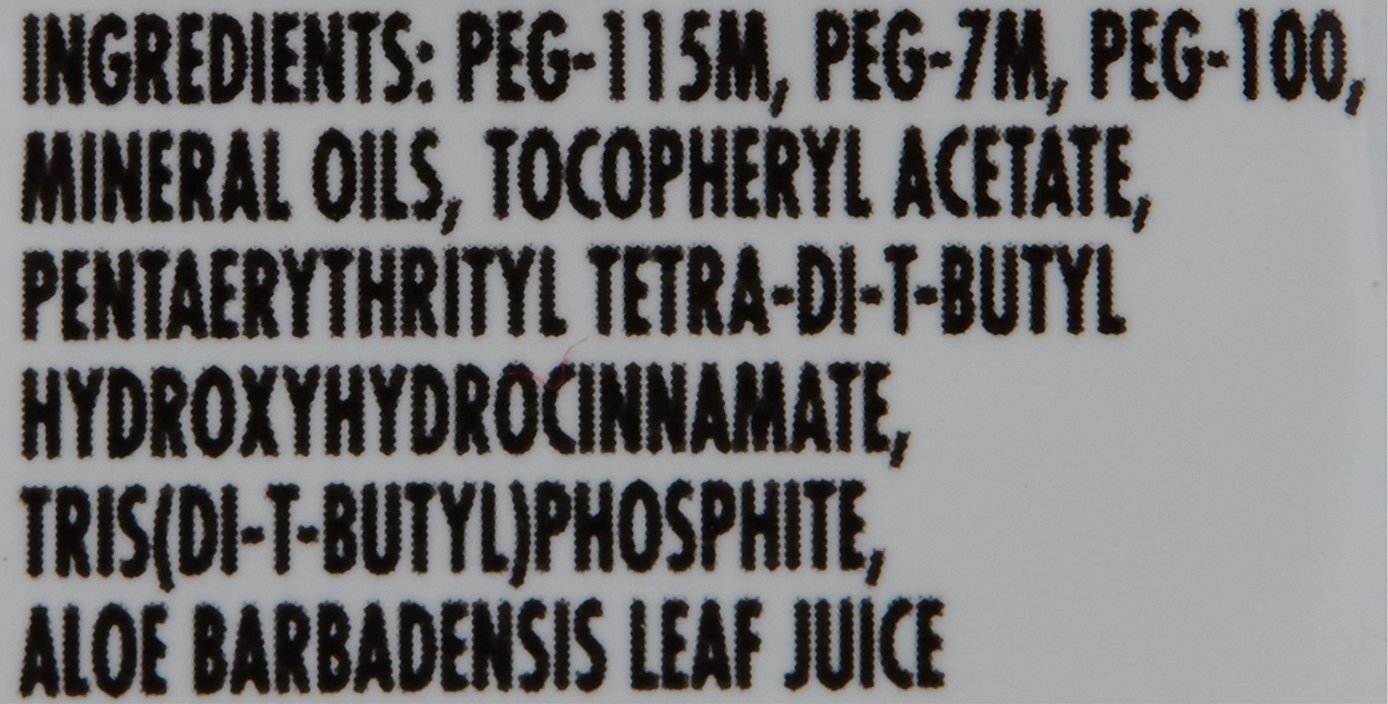 INGREDIENTS: PEG-115M, PEG-7M, PEG-100,
MINERAL OILS, TOCOPHERYL ACETATE,
PENTAERYTHRITYL TETRA-DI-T-BUTYL
HYDROXYHYDROCINNAMATE,
TRIS(DI-T-BUTYL)PHOSPHITE,
ALOE BARBADENSIS LEAF JUICE